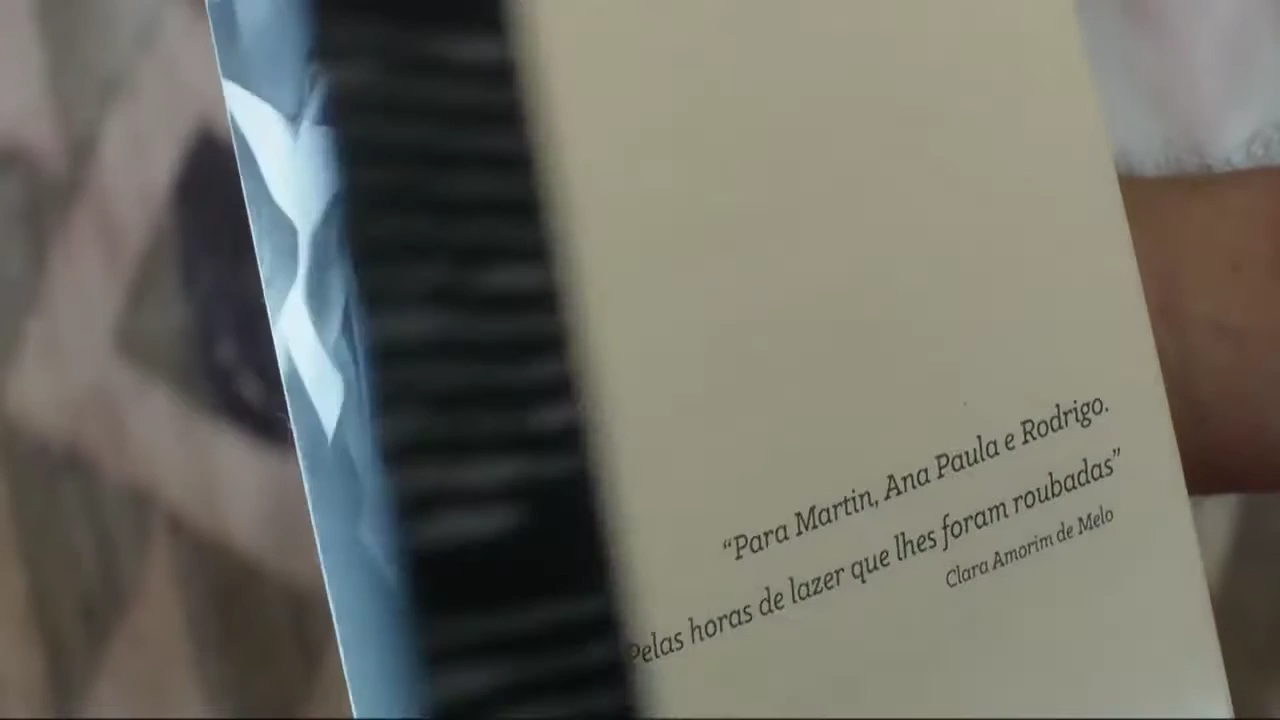 “Para Martin, Ana Paula e Rodrigo.
Pelas horas de lazer que lhes foram roubadas”
Clara Amorim de Melo